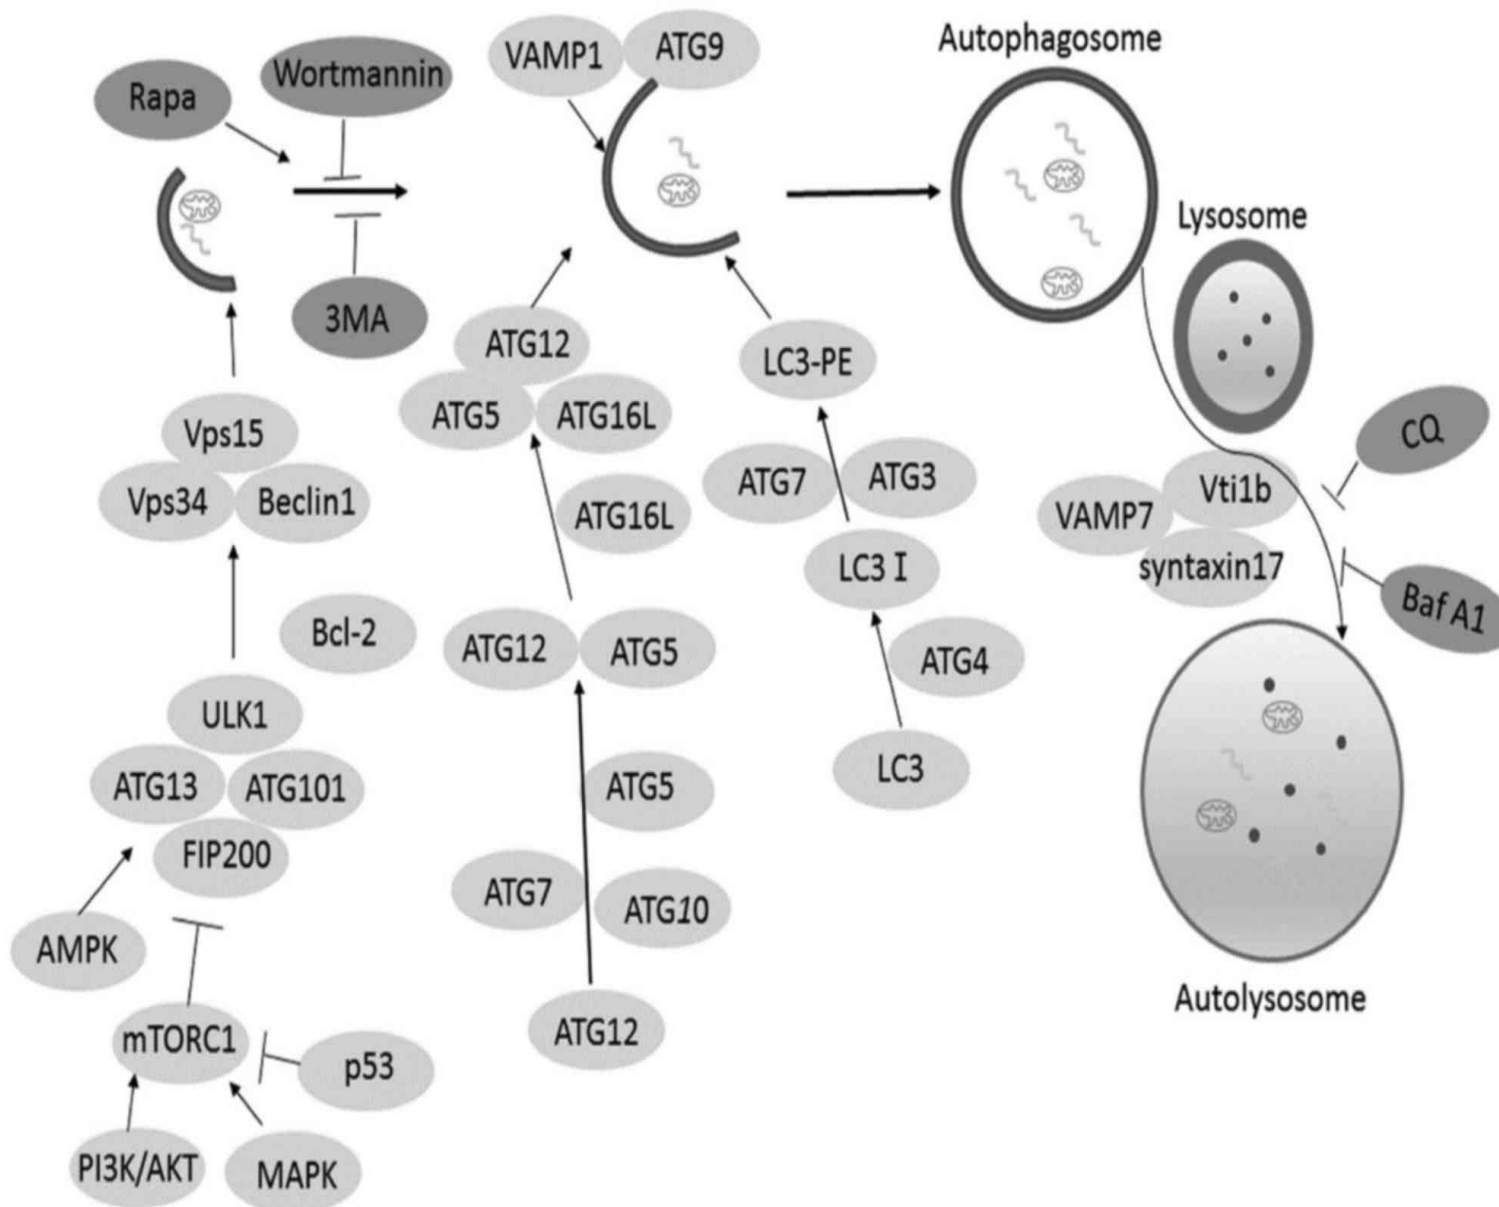 VAMP1
ATG9
Autophagosome
Rapa
Wortmannin
Lysosome
3MA
ATG12
ATG5
ATG16L
LC3-PE
CQ
Vps15
Vps34
Beclin1
ATG16L
ATG7
ATG3
Vti1b
VAMP7
syntaxin17
LC3 I
Baf A1
Bcl-2
ATG12
ATG5
ATG4
ULK1
LC3
ATG13
ATG101
ATG5
FIP200
ATG7
ATG10
AMPK
Autolysosome
mTORC1
p53
ATG12
PI3K/AKT
MAPK